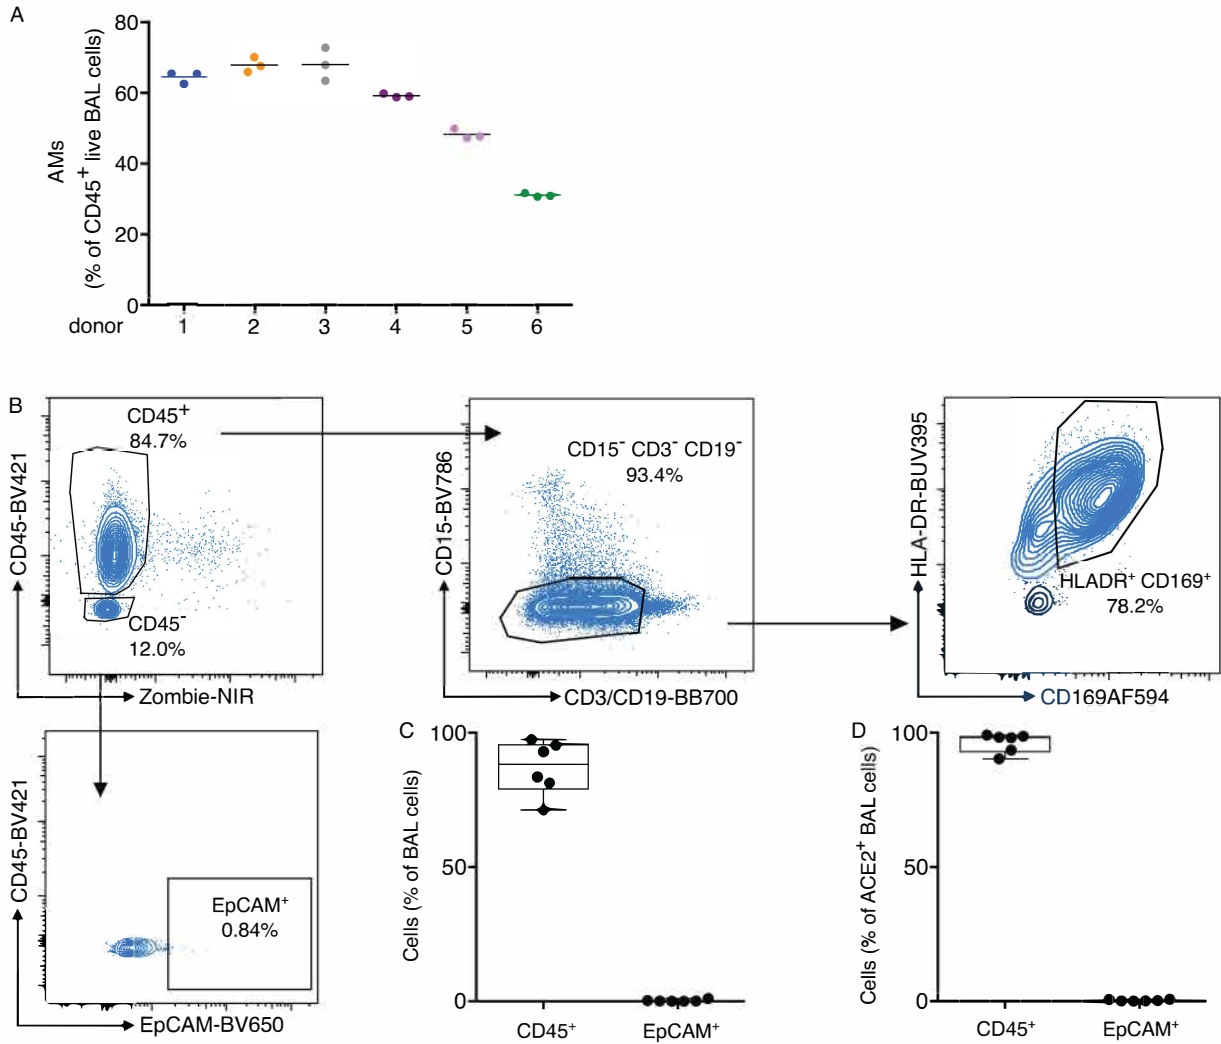 A
AMs
(% of CD45⁺ live BAL cells)
80
60
40
20
0
donor 1 2 3 4 5 6
B
CD45⁺
84.7%
CD45⁻
12.0%
CD45-BV421
Zombie-NIR
CD15⁻ CD3⁻ CD19⁻
93.4%
CD15-BV786
CD3/CD19-BB700
HLADR⁺ CD169⁺
78.2%
HLA-DR-BUV395
CD169AF594
EpCAM⁺
0.84%
CD45-BV421
EpCAM-BV650
C
Cells (% of BAL cells)
100
50
0
CD45⁺ EpCAM⁺
D
Cells (% of ACE2⁺ BAL cells)
100
50
0
CD45⁺ EpCAM⁺